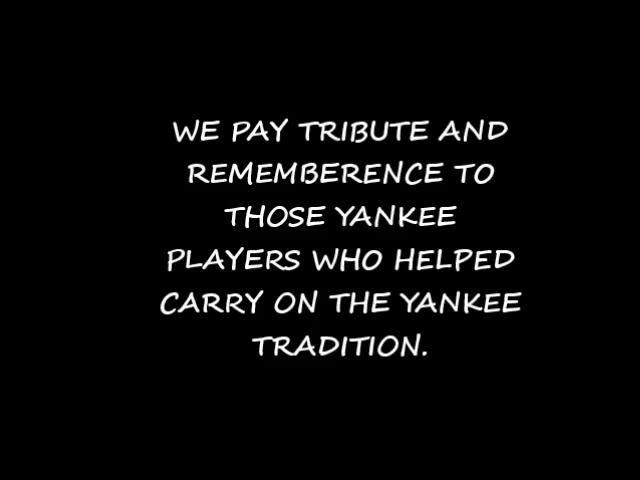 WE PAY TRIBUTE AND
REMEMBERENCE TO
THOSE YANKEE
PLAYERS WHO HELPED
CARRY ON THE YANKEE
TRADITION.